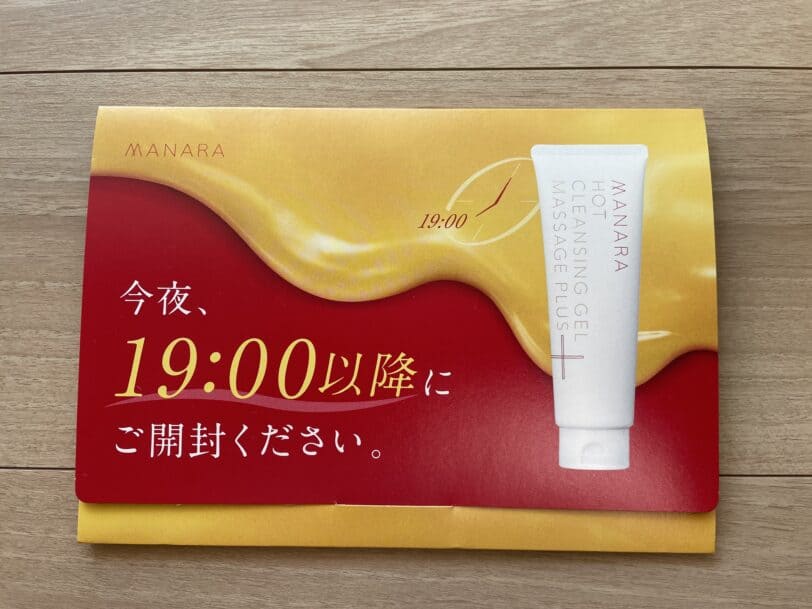 MANARA
19:00
今夜、
19:00以降に
ご開封ください。
MANARA
HOT
CLEANSING GEL
MASSAGE PLUS